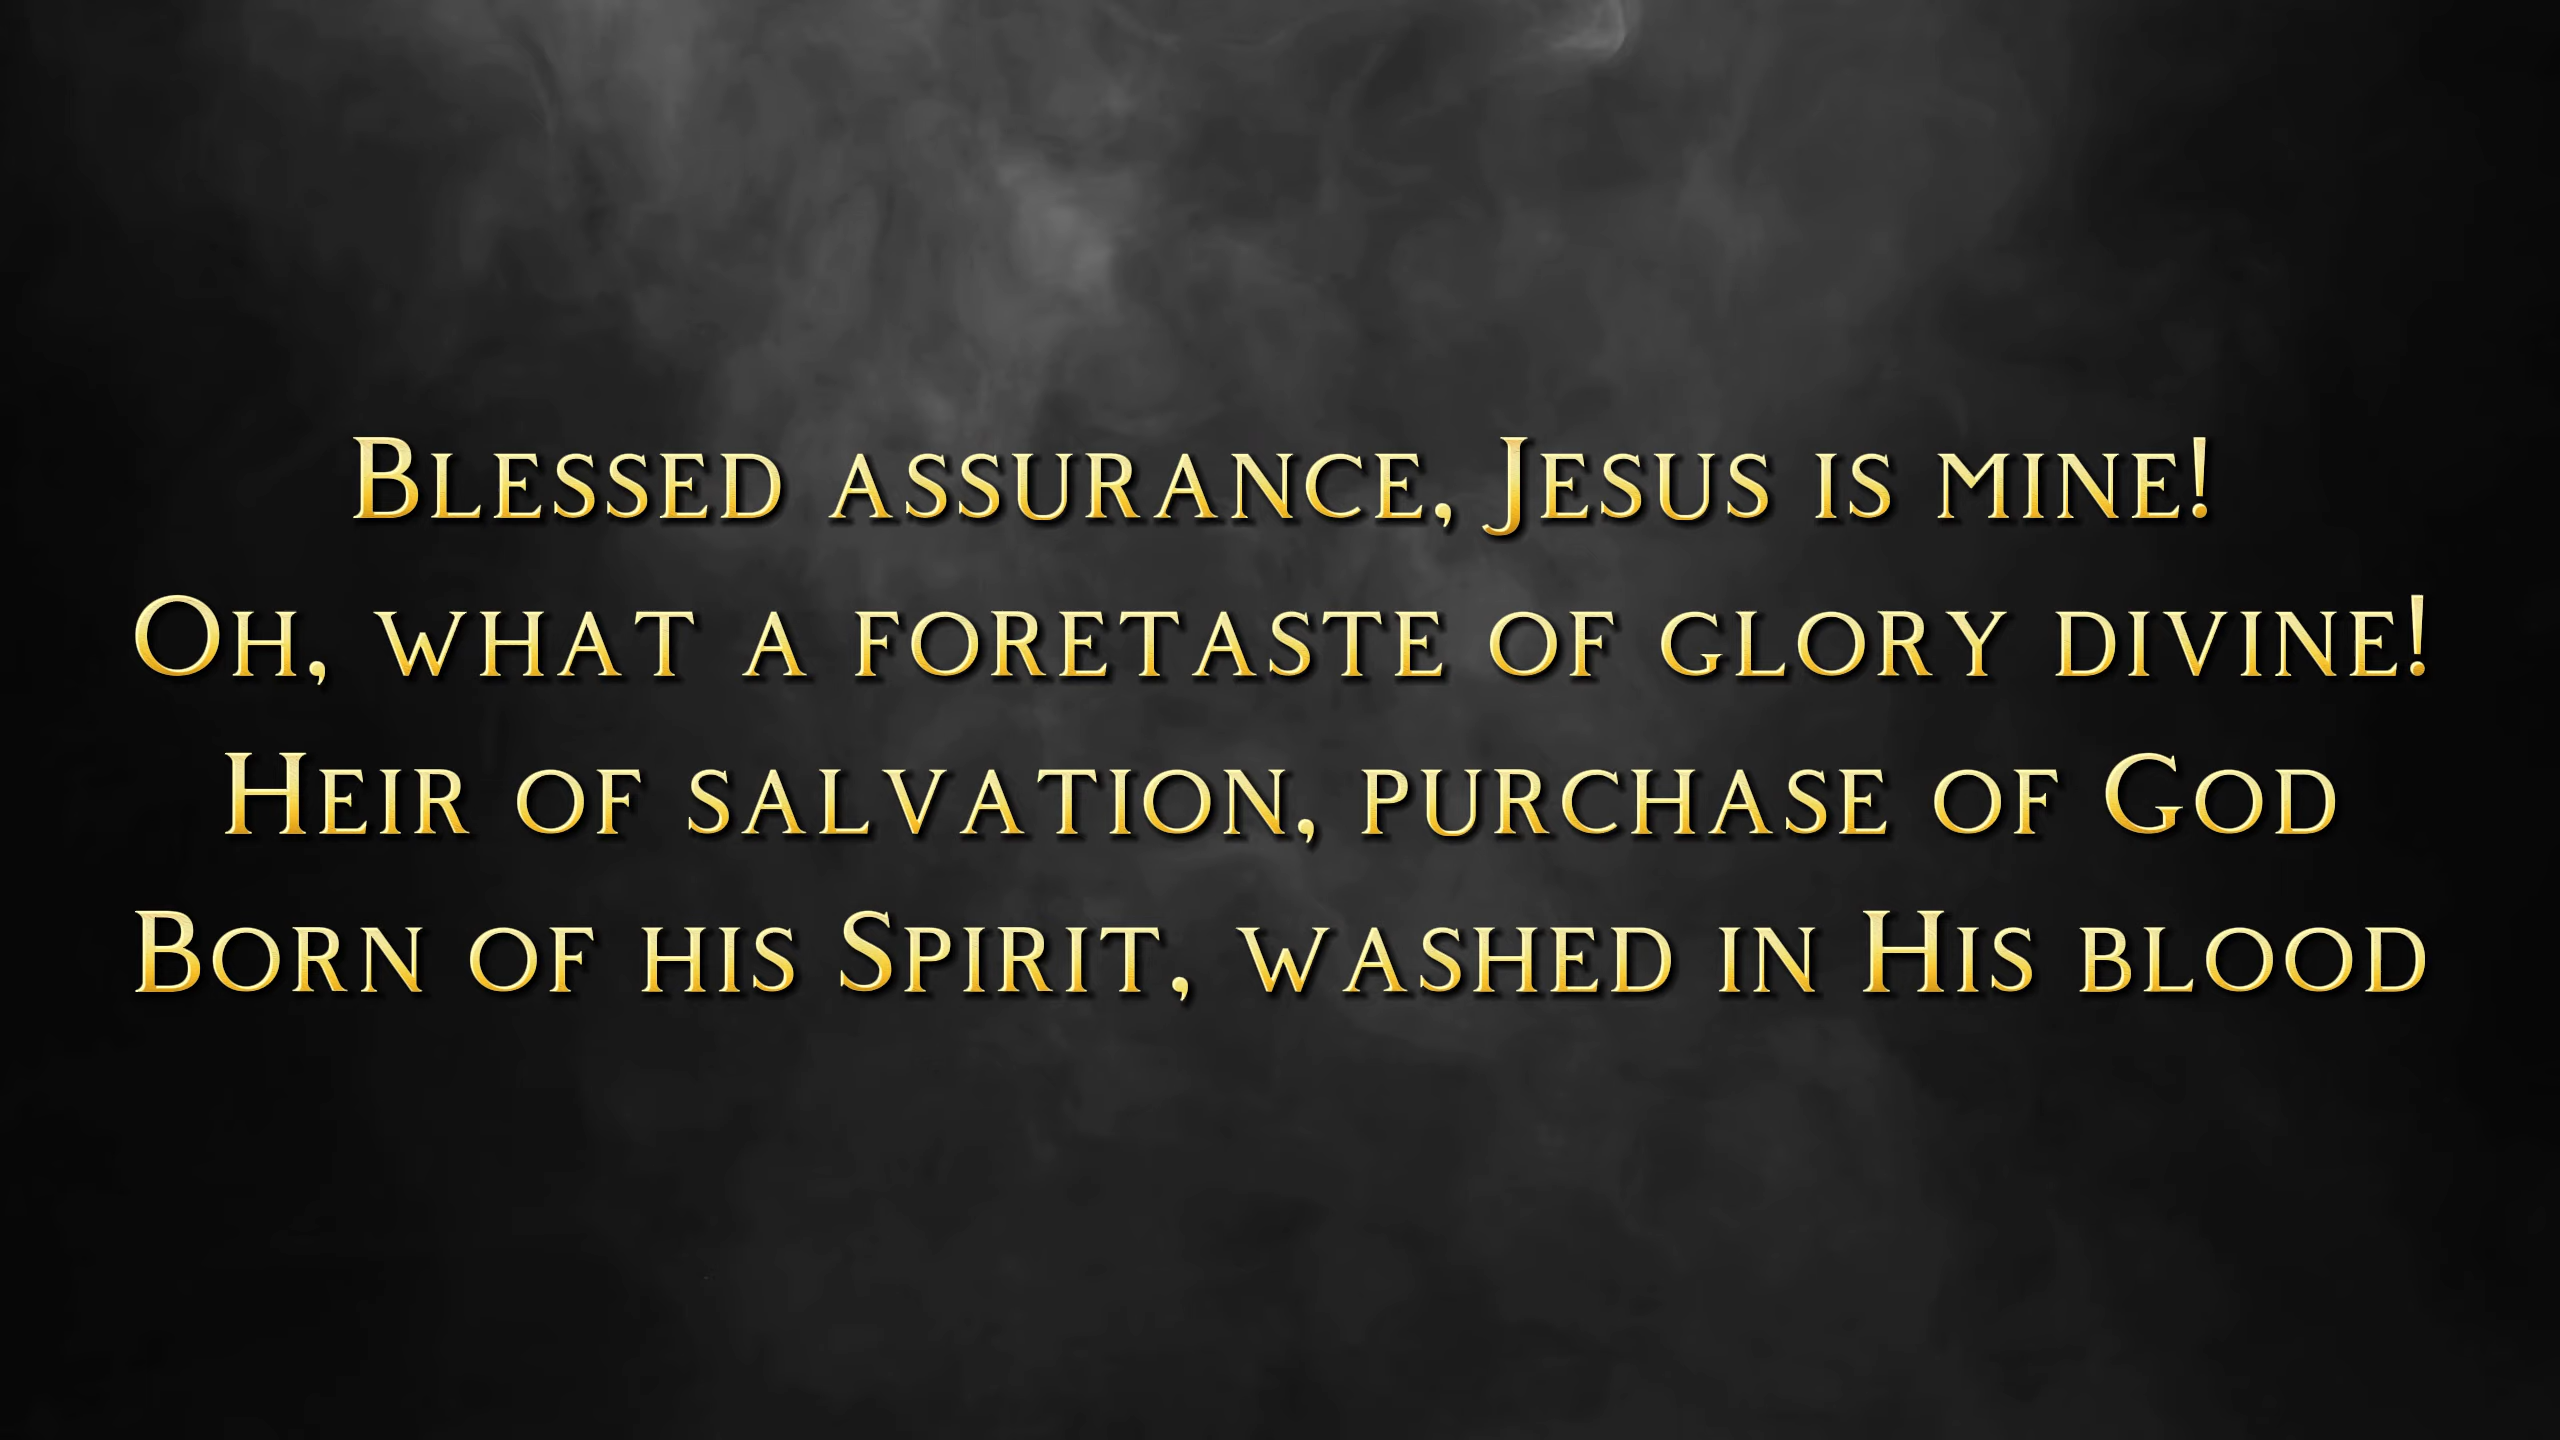 Blessed assurance, Jesus is mine!
Oh, what a foretaste of glory divine!
Heir of salvation, purchase of God
Born of his Spirit, washed in His blood